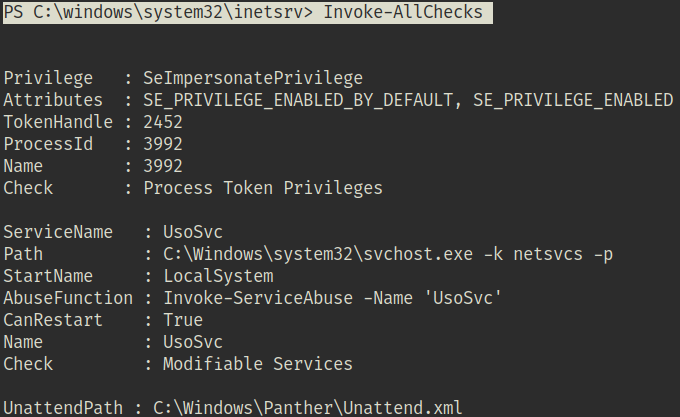 PS C:\windows\system32\inetsrv> Invoke-AllChecks
Privilege   : SeImpersonatePrivilege
Attributes  : SE_PRIVILEGE_ENABLED_BY_DEFAULT, SE_PRIVILEGE_ENABLED
TokenHandle : 2452
ProcessId   : 3992
Name        : 3992
Check       : Process Token Privileges
ServiceName   : UsoSvc
Path          : C:\Windows\system32\svchost.exe -k netsvcs -p
StartName     : LocalSystem
AbuseFunction : Invoke-ServiceAbuse -Name 'UsoSvc'
CanRestart    : True
Name          : UsoSvc
Check         : Modifiable Services
UnattendPath : C:\Windows\Panther\Unattend.xml